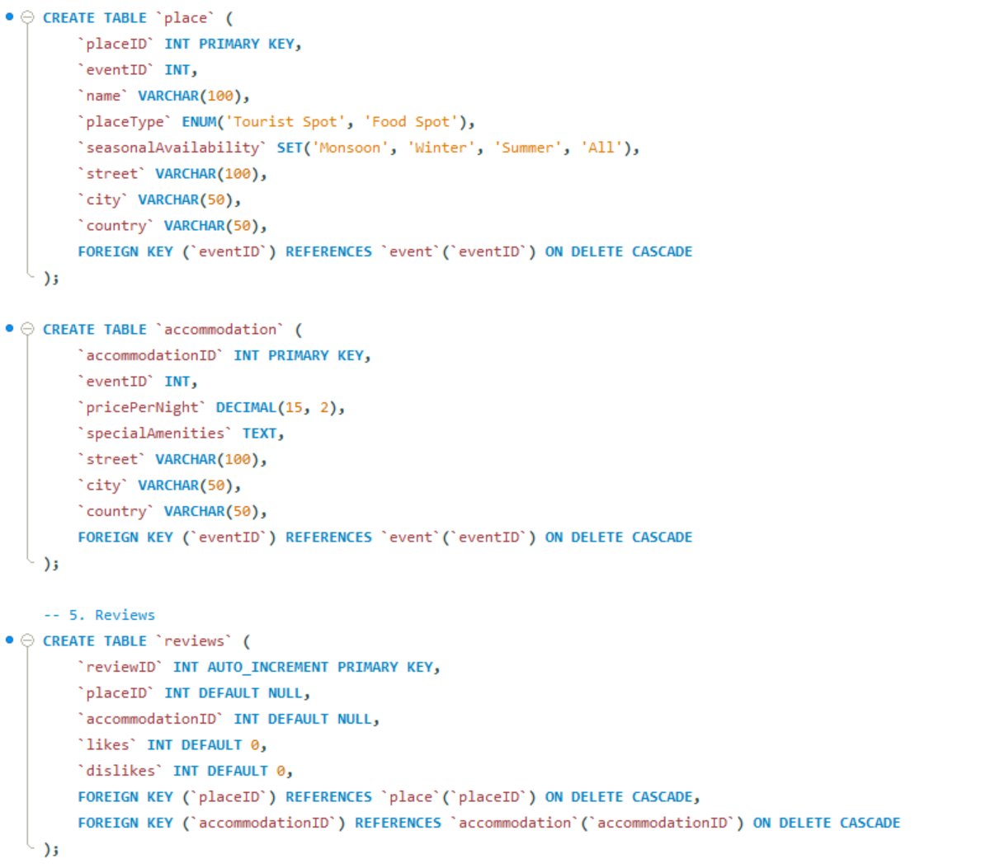 CREATE TABLE `place` (
`placeID` INT PRIMARY KEY,
`eventID` INT,
`name` VARCHAR(100),
`placeType` ENUM('Tourist Spot', 'Food Spot'),
`seasonalAvailability` SET('Monsoon', 'Winter', 'Summer', 'All'),
`street` VARCHAR(100),
`city` VARCHAR(50),
`country` VARCHAR(50),
FOREIGN KEY (`eventID`) REFERENCES `event`(`eventID`) ON DELETE CASCADE
);
CREATE TABLE `accommodation` (
`accommodationID` INT PRIMARY KEY,
`eventID` INT,
`pricePerNight` DECIMAL(15, 2),
`specialAmenities` TEXT,
`street` VARCHAR(100),
`city` VARCHAR(50),
`country` VARCHAR(50),
FOREIGN KEY (`eventID`) REFERENCES `event`(`eventID`) ON DELETE CASCADE
);
-- 5. Reviews
CREATE TABLE `reviews` (
`reviewID` INT AUTO_INCREMENT PRIMARY KEY,
`placeID` INT DEFAULT NULL,
`accommodationID` INT DEFAULT NULL,
`likes` INT DEFAULT 0,
`dislikes` INT DEFAULT 0,
FOREIGN KEY (`placeID`) REFERENCES `place`(`placeID`) ON DELETE CASCADE,
FOREIGN KEY (`accommodationID`) REFERENCES `accommodation`(`accommodationID`) ON DELETE CASCADE
);